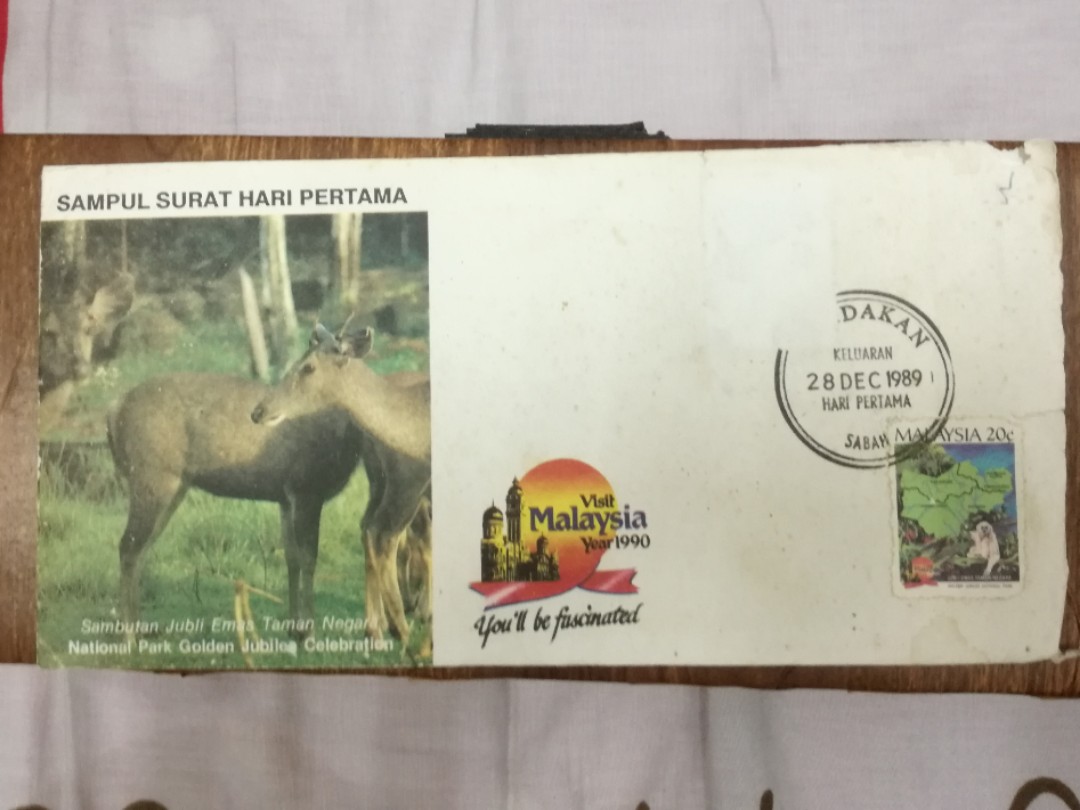 SAMPUL SURAT HARI PERTAMA
DAKAN
KELUARAN
28 DEC 1989
HARI PERTAMA
SABAH
MALAYSIA 20c
Visit
Malaysia
Year 1990
You'll be fascinated
Sambutan Jubli Emas Taman Negara
National Park Golden Jubilee Celebration